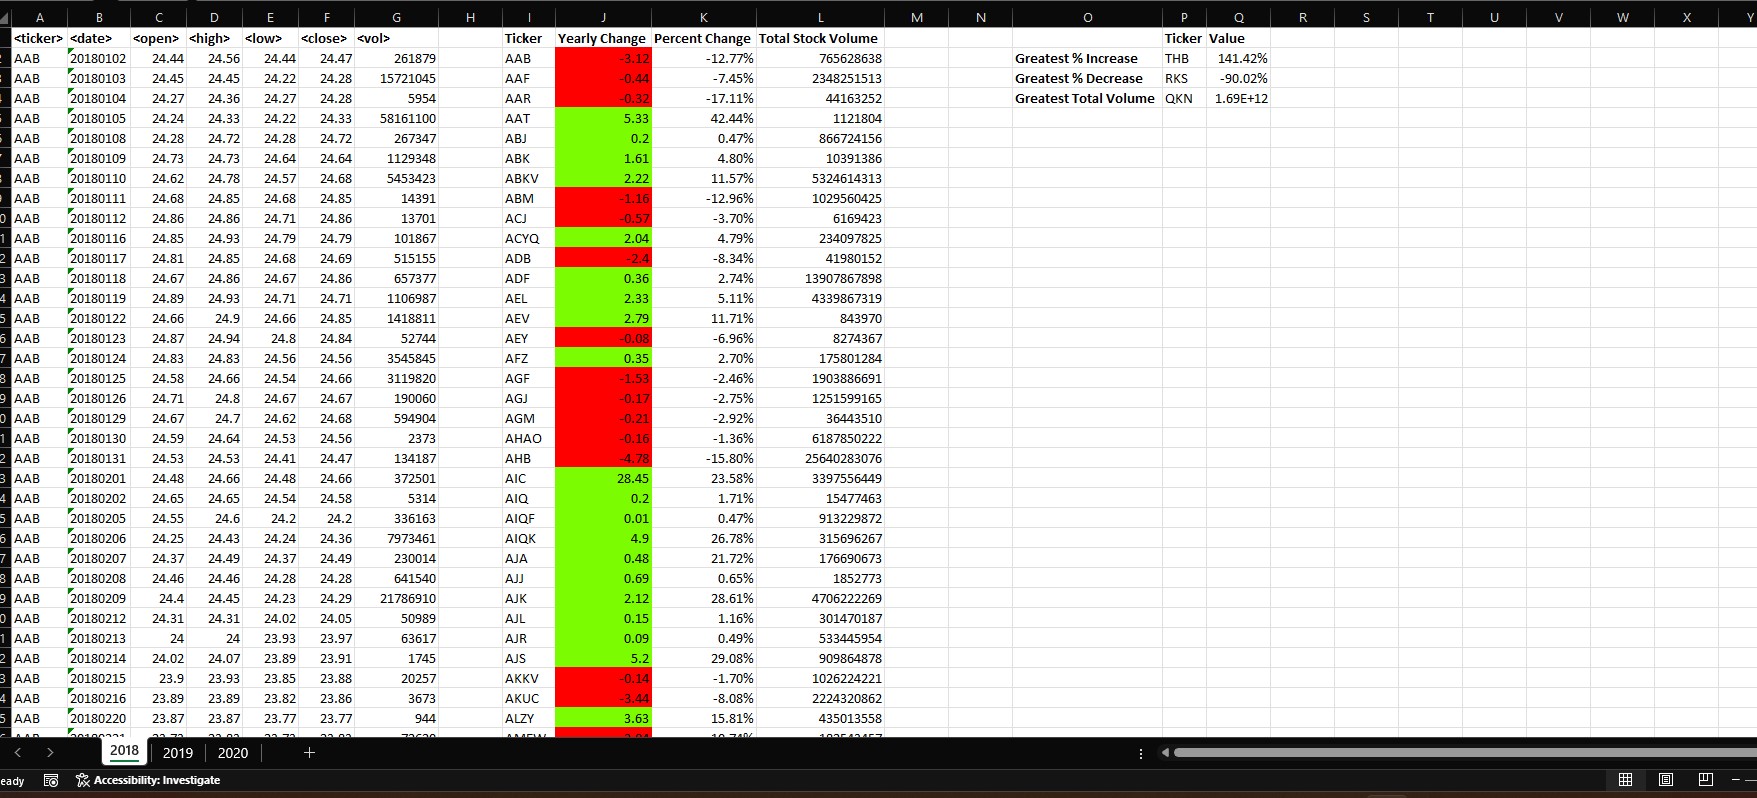 A B C D E F G H I J K L M N O P Q R S T U V W X Y
<ticker> <date> <open> <high> <low> <close> <vol> Ticker Yearly Change Percent Change Total Stock Volume Ticker Value
AAB 20180102 24.44 24.56 24.44 24.47 261879 AAB -3.12 -12.77% 765628638 Greatest % Increase THB 141.42%
AAB 20180103 24.45 24.45 24.22 24.28 15721045 AAF -0.44 -7.45% 2348251513 Greatest % Decrease RKS -90.02%
AAB 20180104 24.27 24.36 24.27 24.28 5954 AAR -0.32 -17.11% 44163252 Greatest Total Volume QKN 1.69E+12
AAB 20180105 24.24 24.33 24.22 24.33 58161100 AAT 5.33 42.44% 1121804
AAB 20180108 24.28 24.72 24.28 24.72 267347 ABJ 0.2 0.47% 866724156
AAB 20180109 24.73 24.73 24.64 24.64 1129348 ABK 1.61 4.80% 10391386
AAB 20180110 24.62 24.78 24.57 24.68 5453423 ABKV 2.22 11.57% 5324614313
AAB 20180111 24.68 24.85 24.68 24.85 14391 ABM -1.16 -12.96% 1029560425
AAB 20180112 24.86 24.86 24.71 24.86 13701 ACJ -0.57 -3.70% 6169423
AAB 20180116 24.85 24.93 24.79 24.79 101867 ACYQ 2.04 4.79% 234097825
AAB 20180117 24.81 24.85 24.68 24.69 515155 ADB -2.4 -8.34% 41980152
AAB 20180118 24.67 24.86 24.67 24.86 657377 ADF 0.36 2.74% 13907867898
AAB 20180119 24.89 24.93 24.71 24.71 1106987 AEL 2.33 5.11% 4339867319
AAB 20180122 24.66 24.9 24.66 24.85 1418811 AEV 2.79 11.71% 843970
AAB 20180123 24.87 24.94 24.8 24.84 52744 AEY -0.08 -6.96% 8274367
AAB 20180124 24.83 24.83 24.56 24.56 3545845 AFZ 0.35 2.70% 175801284
AAB 20180125 24.58 24.66 24.54 24.66 3119820 AGF -1.53 -2.46% 1903886691
AAB 20180126 24.71 24.8 24.67 24.67 190060 AGJ -0.17 -2.75% 1251599165
AAB 20180129 24.67 24.7 24.62 24.68 594904 AGM -0.21 -2.92% 36443510
AAB 20180130 24.59 24.64 24.53 24.56 2373 AHAO -0.16 -1.36% 6187850222
AAB 20180131 24.53 24.53 24.41 24.47 134187 AHB -4.78 -15.80% 25640283076
AAB 20180201 24.48 24.66 24.48 24.66 372501 AIC 28.45 23.58% 3397556449
AAB 20180202 24.65 24.65 24.54 24.58 5314 AIQ 0.2 1.71% 15477463
AAB 20180205 24.55 24.6 24.2 24.2 336163 AIQF 0.01 0.47% 913229872
AAB 20180206 24.25 24.43 24.24 24.36 7973461 AIQK 4.9 26.78% 315696267
AAB 20180207 24.37 24.49 24.37 24.49 230014 AJA 0.48 21.72% 176690673
AAB 20180208 24.46 24.46 24.28 24.28 641540 AJJ 0.69 0.65% 1852773
AAB 20180209 24.4 24.45 24.23 24.29 21786910 AJK 2.12 28.61% 4706222269
AAB 20180212 24.31 24.31 24.02 24.05 50989 AJL 0.15 1.16% 301470187
AAB 20180213 24 24 23.93 23.97 63617 AJR 0.09 0.49% 533445954
AAB 20180214 24.02 24.07 23.89 23.91 1745 AJS 5.2 29.08% 909864878
AAB 20180215 23.9 23.93 23.85 23.88 20257 AKKV -0.14 -1.70% 1026224221
AAB 20180216 23.89 23.89 23.82 23.86 3673 AKUC -3.44 -8.08% 2224320862
AAB 20180220 23.87 23.87 23.77 23.77 944 ALZY 3.63 15.81% 435013558
2018 2019 2020
eady Accessibility: Investigate